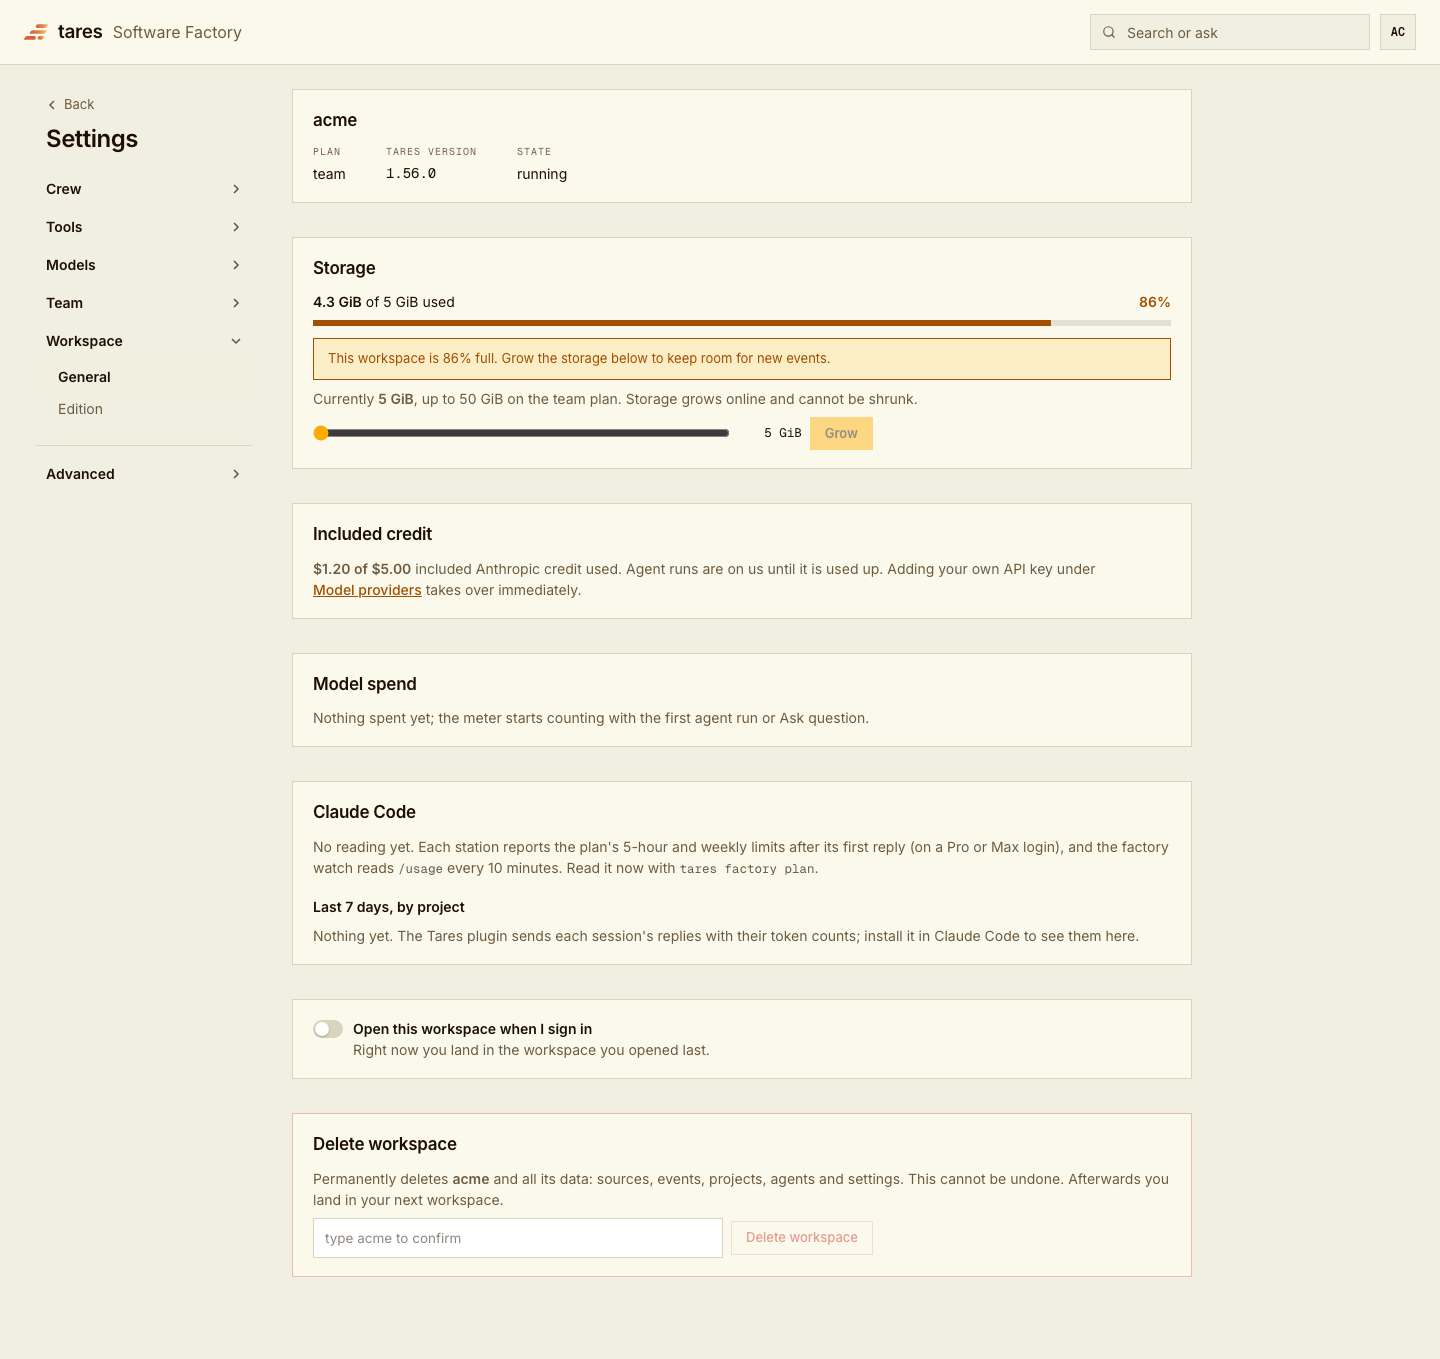 tares Software Factory
Search or ask
AC
Back
Settings
Crew
Tools
Models
Team
Workspace
General
Edition
Advanced
acme
PLAN TARES VERSION STATE
team 1.56.0 running
Storage
4.3 GiB of 5 GiB used 86%
This workspace is 86% full. Grow the storage below to keep room for new events.
Currently 5 GiB, up to 50 GiB on the team plan. Storage grows online and cannot be shrunk.
5 GiB Grow
Included credit
$1.20 of $5.00 included Anthropic credit used. Agent runs are on us until it is used up. Adding your own API key under
Model providers takes over immediately.
Model spend
Nothing spent yet; the meter starts counting with the first agent run or Ask question.
Claude Code
No reading yet. Each station reports the plan's 5-hour and weekly limits after its first reply (on a Pro or Max login), and the factory
watch reads /usage every 10 minutes. Read it now with tares factory plan.
Last 7 days, by project
Nothing yet. The Tares plugin sends each session's replies with their token counts; install it in Claude Code to see them here.
Open this workspace when I sign in
Right now you land in the workspace you opened last.
Delete workspace
Permanently deletes acme and all its data: sources, events, projects, agents and settings. This cannot be undone. Afterwards you
land in your next workspace.
type acme to confirm Delete workspace